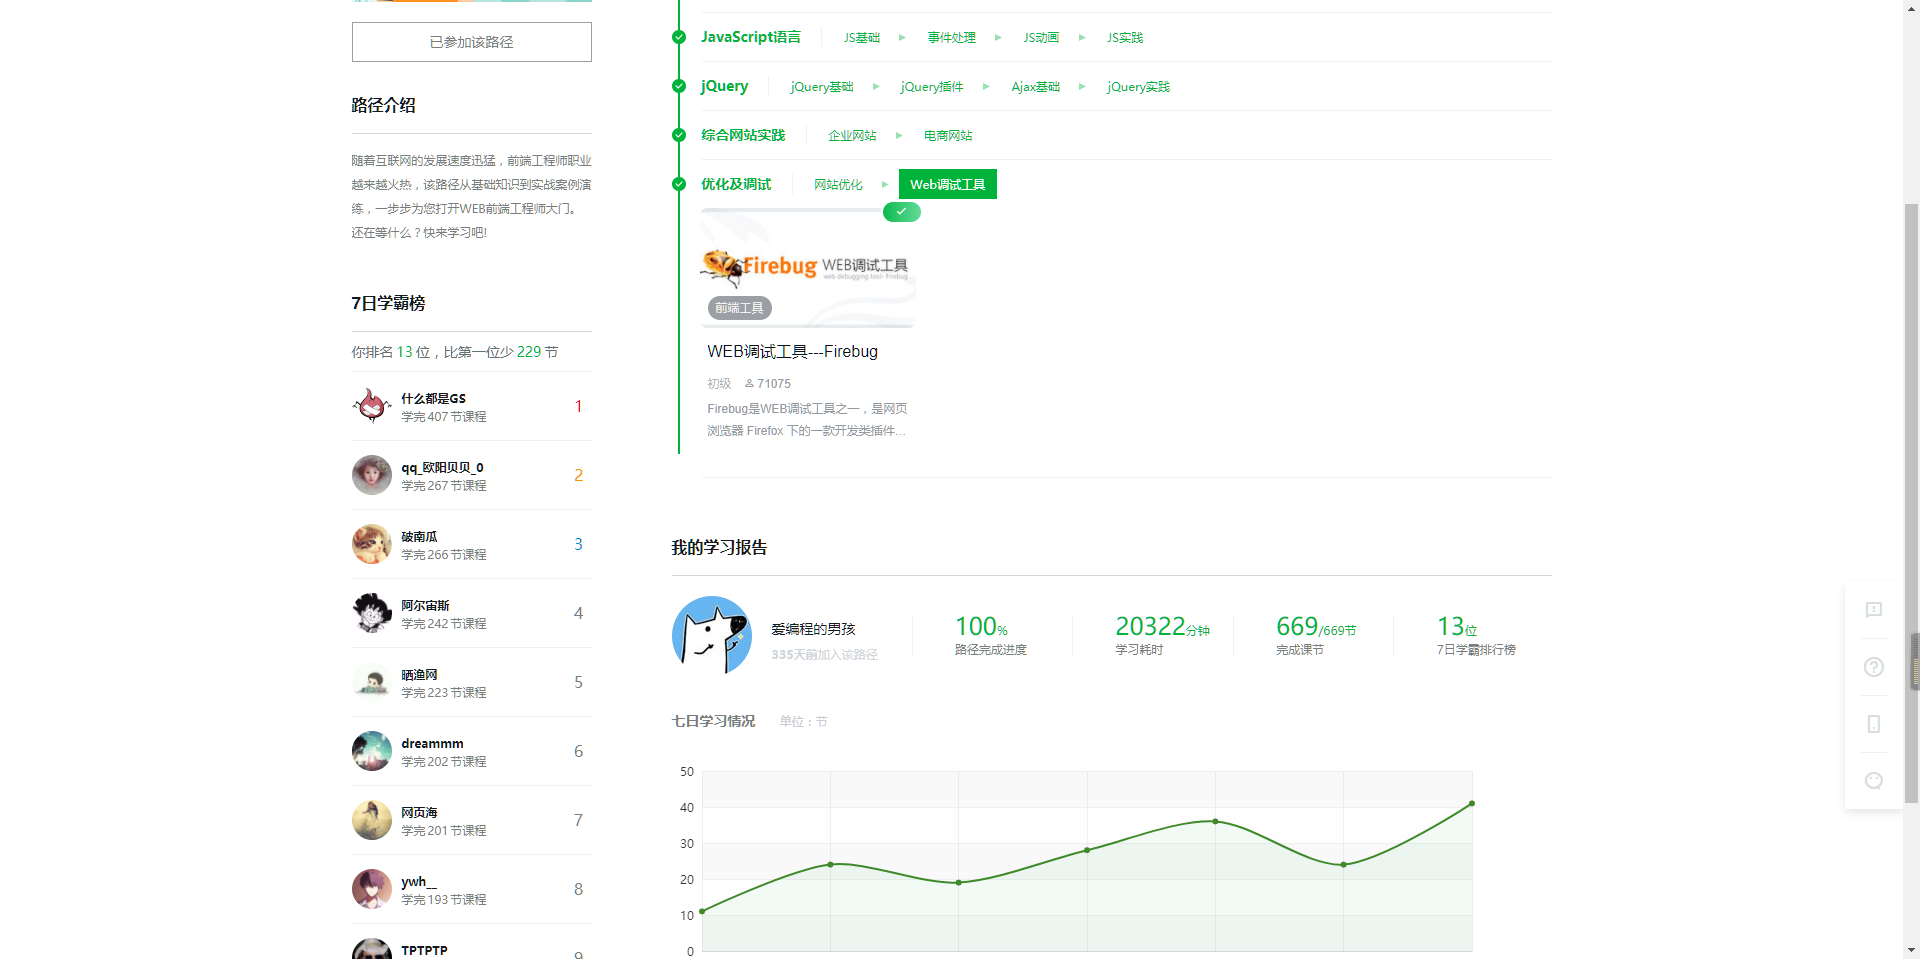 已参加该路径
路径介绍
随着互联网的发展速度迅猛，前端工程师职业
越来越火热，该路径从基础知识到实战案例演
练，一步步为您打开WEB前端工程师大门。
还在等什么？快来学习吧!
7日学霸榜
你排名 13 位，比第一位少 229 节
什么都是GS
学完 407 节课程
1
qq_欧阳贝贝_0
学完 267 节课程
2
破南瓜
学完 266 节课程
3
阿尔宙斯
学完 242 节课程
4
晒渔网
学完 223 节课程
5
dreammm
学完 202 节课程
6
网页海
学完 201 节课程
7
ywh__
学完 193 节课程
8
TPTPTP
9
JavaScript语言 JS基础 事件处理 JS动画 JS实践
jQuery jQuery基础 jQuery插件 Ajax基础 jQuery实践
综合网站实践 企业网站 电商网站
优化及调试 网站优化 Web调试工具
Firebug WEB调试工具
web debugging tool- Firebug
前端工具
WEB调试工具---Firebug
初级 71075
Firebug是WEB调试工具之一，是网页
浏览器 Firefox 下的一款开发类插件...
我的学习报告
爱编程的男孩
335天前加入该路径
100%
路径完成进度
20322分钟
学习耗时
669/669节
完成课节
13位
7日学霸排行榜
七日学习情况 单位：节
50
40
30
20
10
0